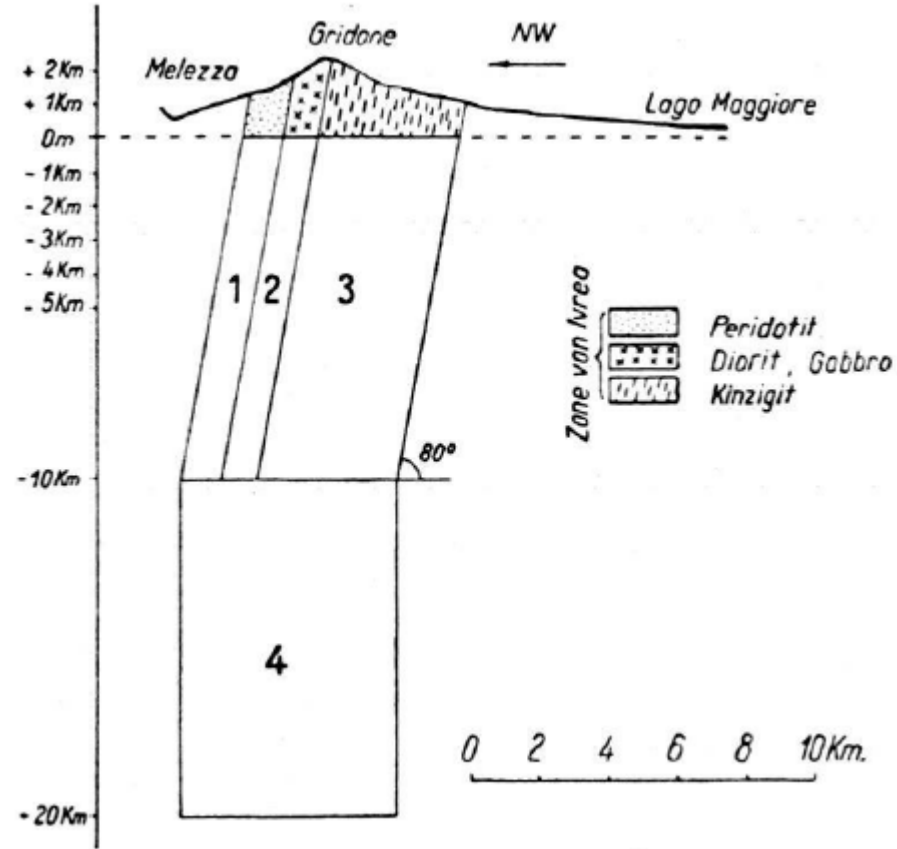 Gridone
NW
Melezza
Lago Maggiore
+ 2Km
+ 1Km
0m
- 1Km
- 2Km
- 3Km
- 4Km
- 5Km
-10Km
-20Km
1
2
3
80°
4
Zone von Ivrea
Peridotit
Diorit, Gabbro
Kinzigit
0 2 4 6 8 10Km.